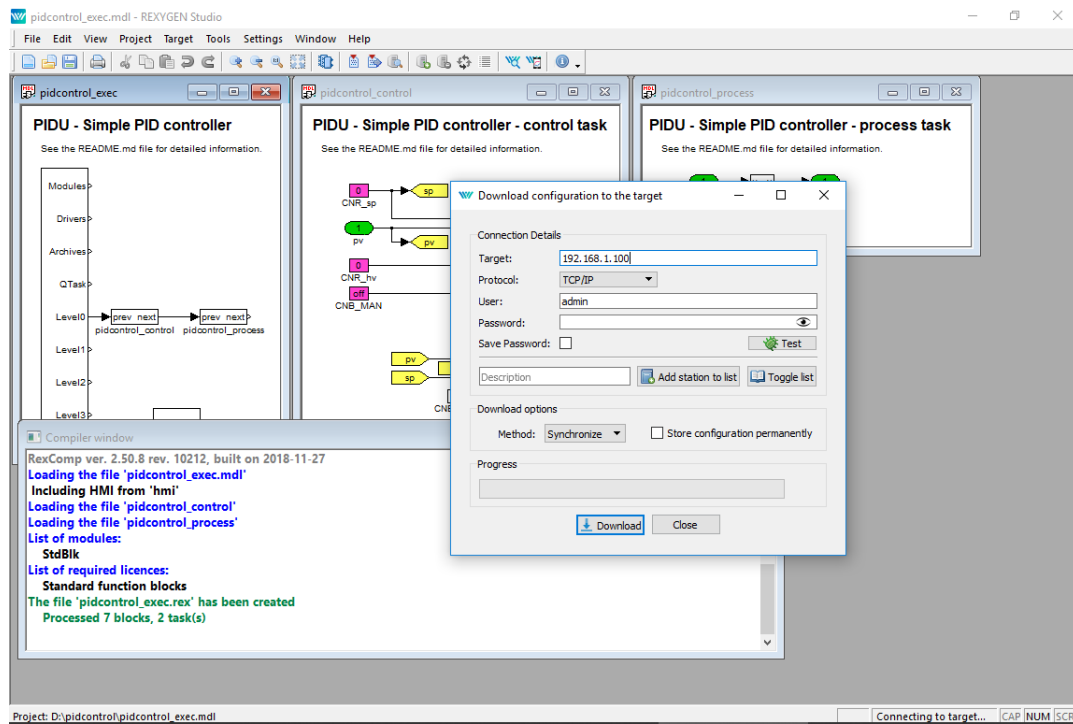 pidcontrol_exec.mdl - REXYGEN Studio
File Edit View Project Target Tools Settings Window Help
pidcontrol_exec
PIDU - Simple PID controller
See the README.md file for detailed information.
Modules
Drivers
Archives
QTask
Level0
prev next
pidcontrol_control
prev next
pidcontrol_process
Level1
Level2
Level3
pidcontrol_control
PIDU - Simple PID controller - control task
See the README.md file for detailed information.
0
CNR_sp
sp
1
pv
pv
0
CNR_hv
off
CNB_MAN
pv
sp
CNB
pidcontrol_process
PIDU - Simple PID controller - process task
See the README.md file for detailed information.
Download configuration to the target
Connection Details
Target: 192.168.1.100
Protocol: TCP/IP
User: admin
Password:
Save Password: Test
Description Add station to list Toggle list
Download options
Method: Synchronize Store configuration permanently
Progress
Download Close
Compiler window
RexComp ver. 2.50.8 rev. 10212, built on 2018-11-27
Loading the file 'pidcontrol_exec.mdl'
Including HMI from 'hmi'
Loading the file 'pidcontrol_control'
Loading the file 'pidcontrol_process'
List of modules:
StdBlk
List of required licences:
Standard function blocks
The file 'pidcontrol_exec.rex' has been created
Processed 7 blocks, 2 task(s)
Project: D:\pidcontrol\pidcontrol_exec.mdl
Connecting to target... CAP NUM SCR